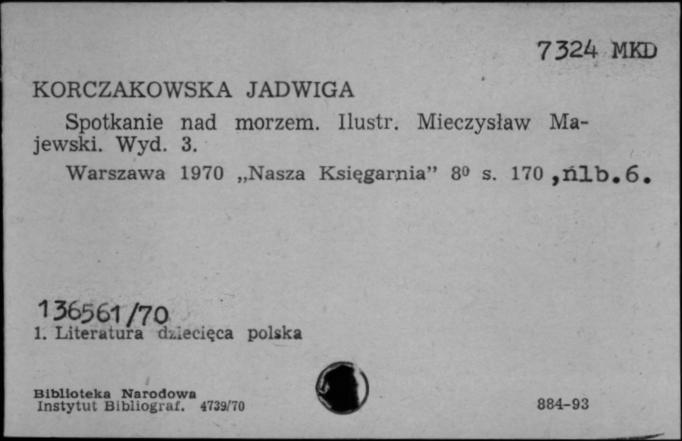 7324 MKD
KORCZAKOWSKA JADWIGA
Spotkanie nad morzem. Ilustr. Mieczysław Ma-
jewski. Wyd. 3.
Warszawa 1970 „Nasza Księgarnia” 8⁰ s. 170 , nlb. 6.
136561/70
1. Literatura dziecięca polska
Biblioteka Narodowa
Instytut Bibliograf. 4739/70
884-93